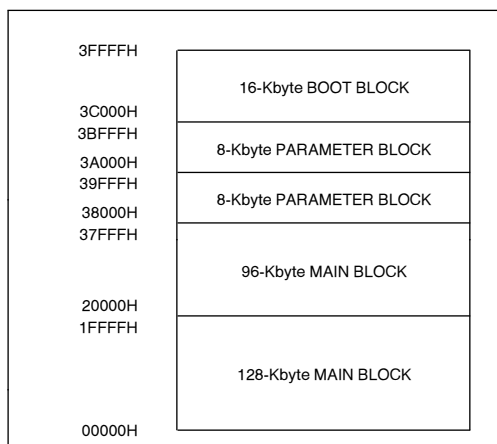 3FFFFH
16-Kbyte BOOT BLOCK
3C000H
3BFFFH
8-Kbyte PARAMETER BLOCK
3A000H
39FFFH
8-Kbyte PARAMETER BLOCK
38000H
37FFFH
96-Kbyte MAIN BLOCK
20000H
1FFFFH
128-Kbyte MAIN BLOCK
00000H